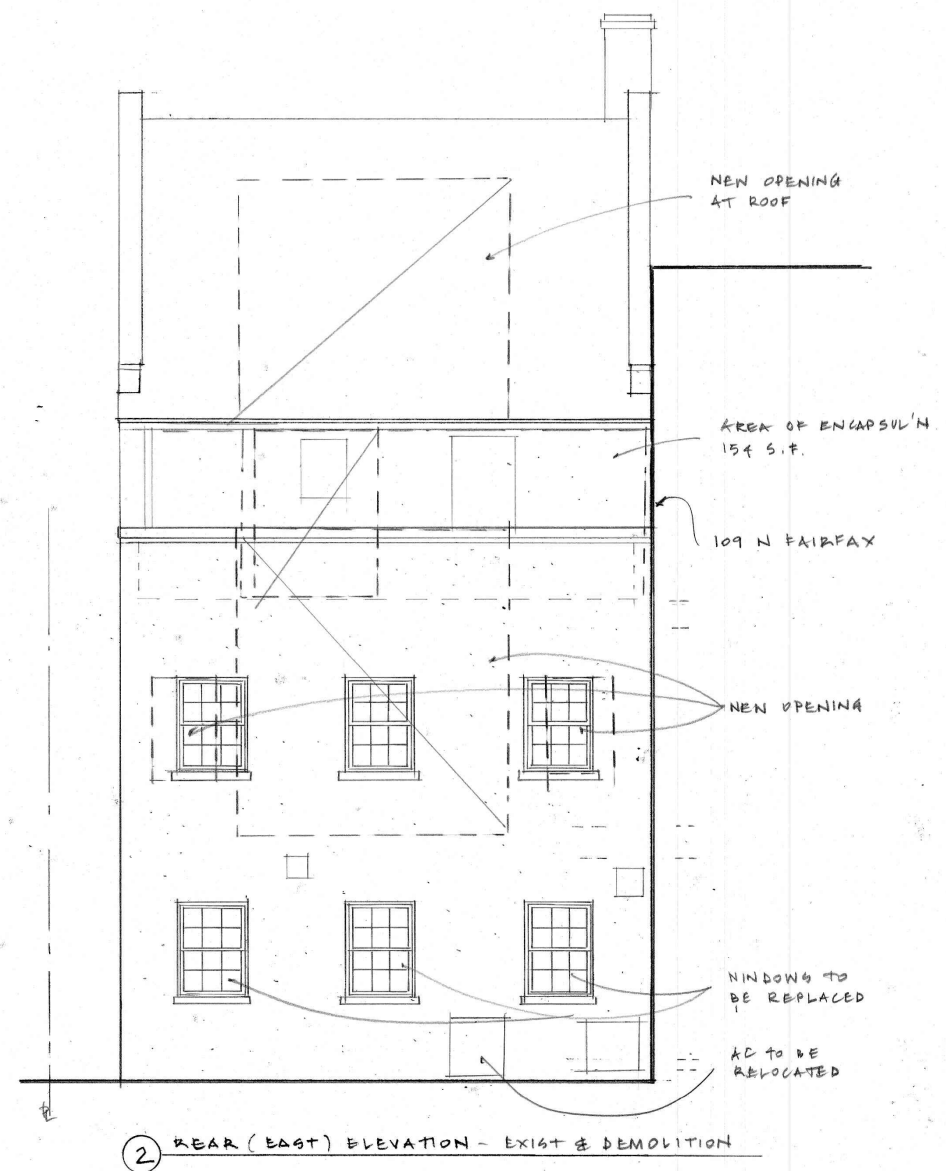 NEW OPENING
AT ROOF
AREA OF ENCAPSUL'N
154 S.F.
109 N FAIRFAX
NEW OPENING
WINDOWS TO
BE REPLACED
AC TO BE
RELOCATED
2 REAR (EAST) ELEVATION - EXIST & DEMOLITION